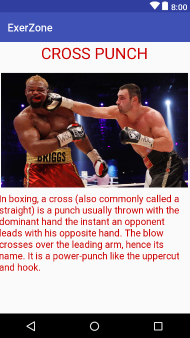 8:00
ExerZone
CROSS PUNCH
BRIGGS
In boxing, a cross (also commonly called a
straight) is a punch usually thrown with the
dominant hand the instant an opponent
leads with his opposite hand. The blow
crosses over the leading arm, hence its
name. It is a power-punch like the uppercut
and hook.